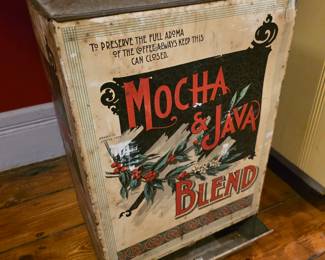 TO PRESERVE THE FULL AROMA
OF THE COFFEE ALWAYS KEEP THIS
CAN CLOSED.
MOCHA
& JAVA
BLEND